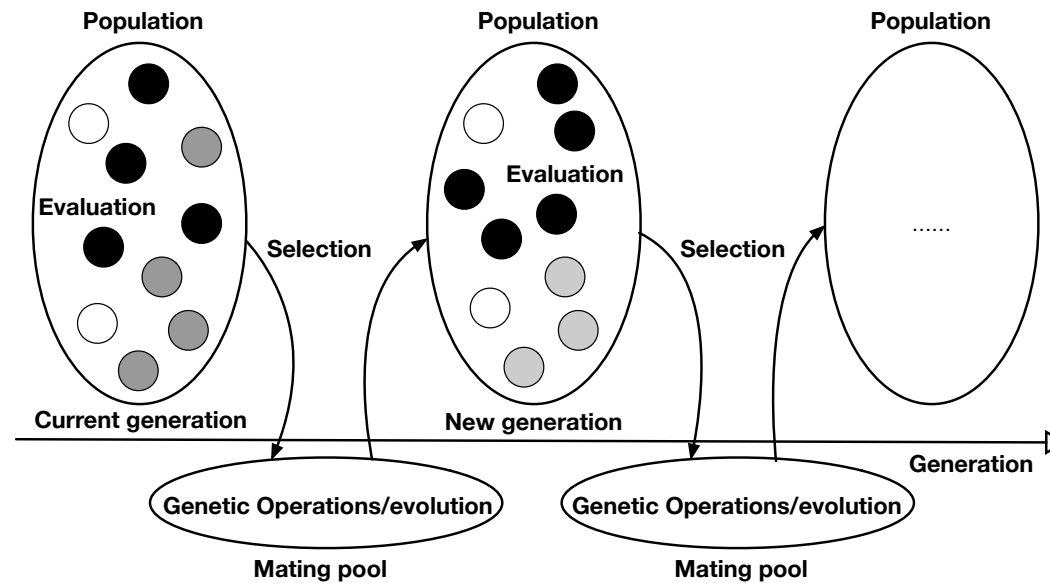 Population
Population
Population
Evaluation
Evaluation
Selection
Selection
......
Current generation
New generation
Generation
Genetic Operations/evolution
Genetic Operations/evolution
Mating pool
Mating pool